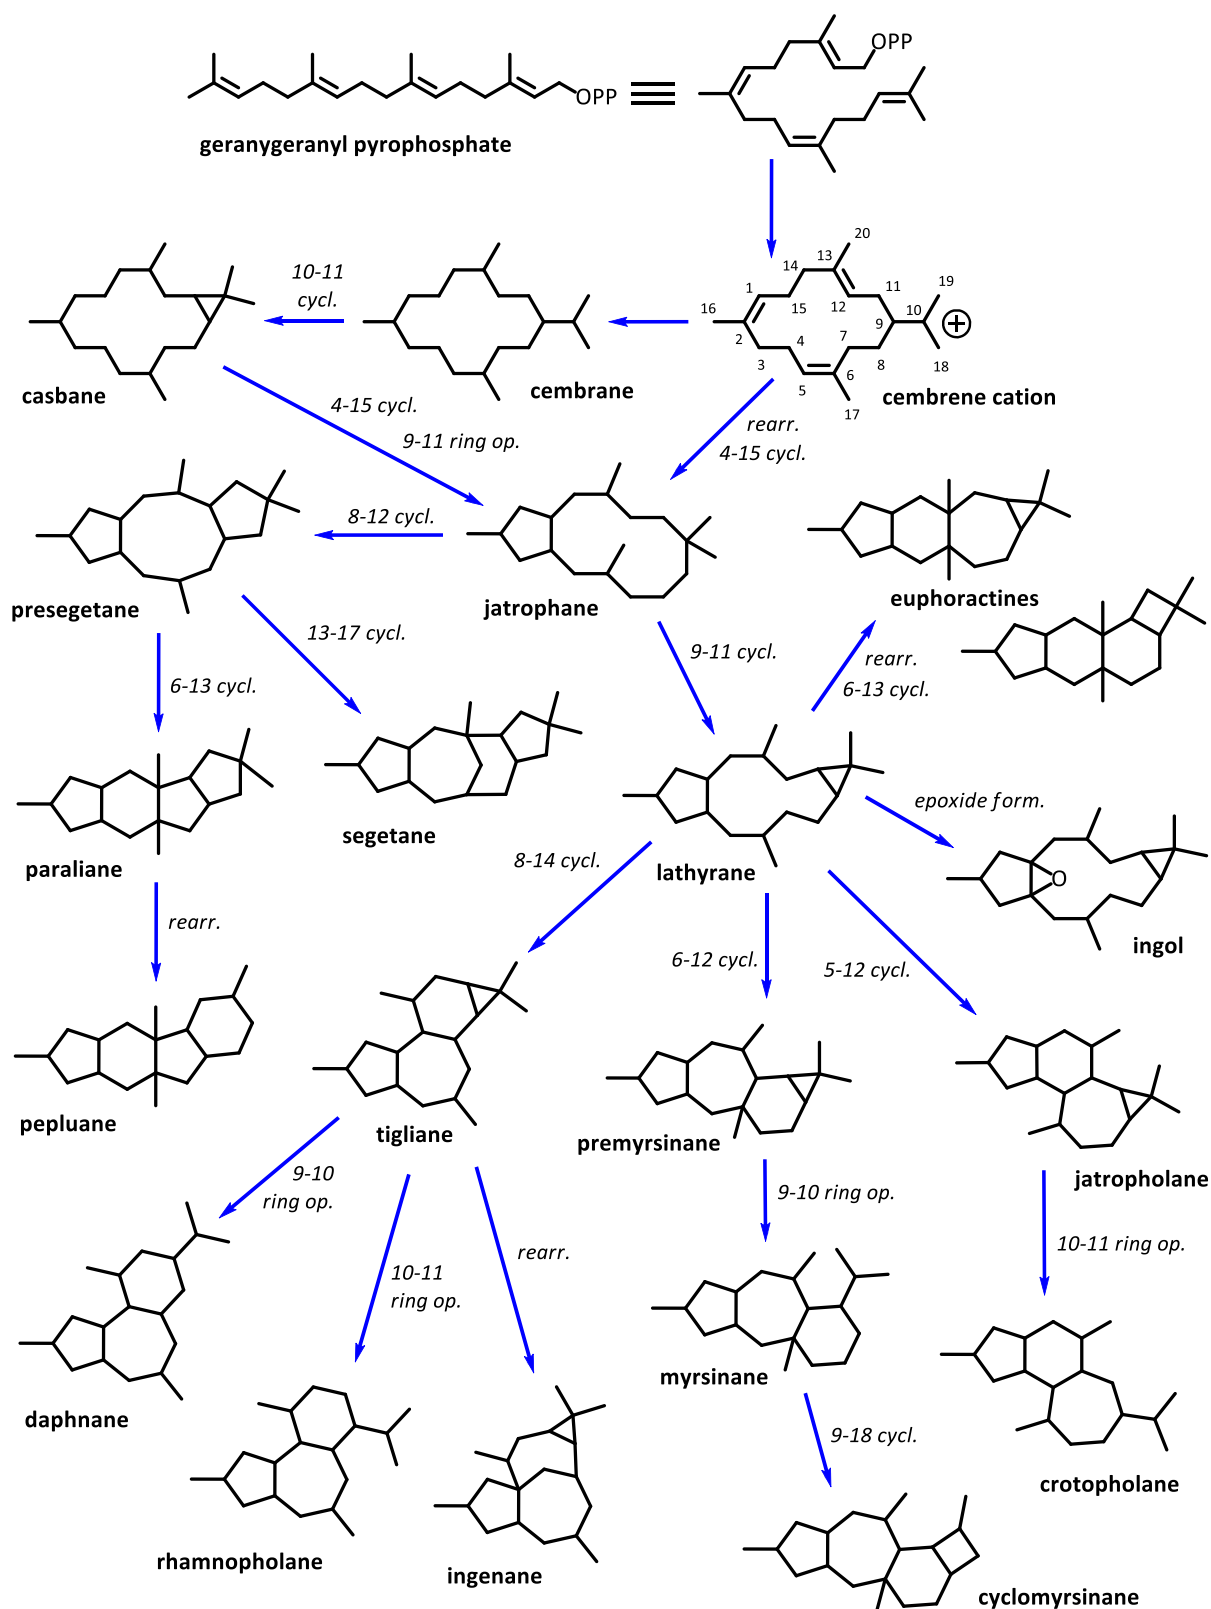 OPP
OPP
geranygeranyl pyrophosphate
20
13
14
19
11
1
10
16
15
12
9
2
4
7
3
8
18
5
6
17
10-11
cycl.
casbane
cembrane
cembrene cation
4-15 cycl.
9-11 ring op.
rearr.
4-15 cycl.
8-12 cycl.
presegetane
jatrophane
euphoractines
13-17 cycl.
9-11 cycl.
rearr.
6-13 cycl.
6-13 cycl.
epoxide form.
segetane
paraliane
8-14 cycl.
lathyrane
O
ingol
rearr.
6-12 cycl.
5-12 cycl.
pepluane
tigliane
premyrsinane
jatropholane
9-10
ring op.
9-10 ring op.
10-11 ring op.
rearr.
10-11
ring op.
daphnane
myrsinane
9-18 cycl.
crotopholane
rhamnopholane
ingenane
cyclomyrsinane